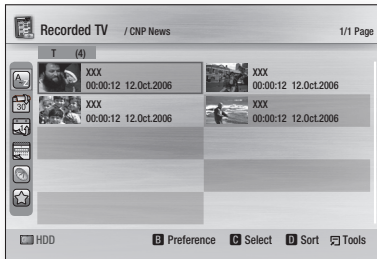 Recorded TV / CNP News 1/1 Page
T (4)
XXX XXX
00:00:12 12.Oct.2006 00:00:12 12.Oct.2006
XXX XXX
00:00:12 12.Oct.2006 00:00:12 12.Oct.2006
30
HDD B Preference C Select D Sort Tools